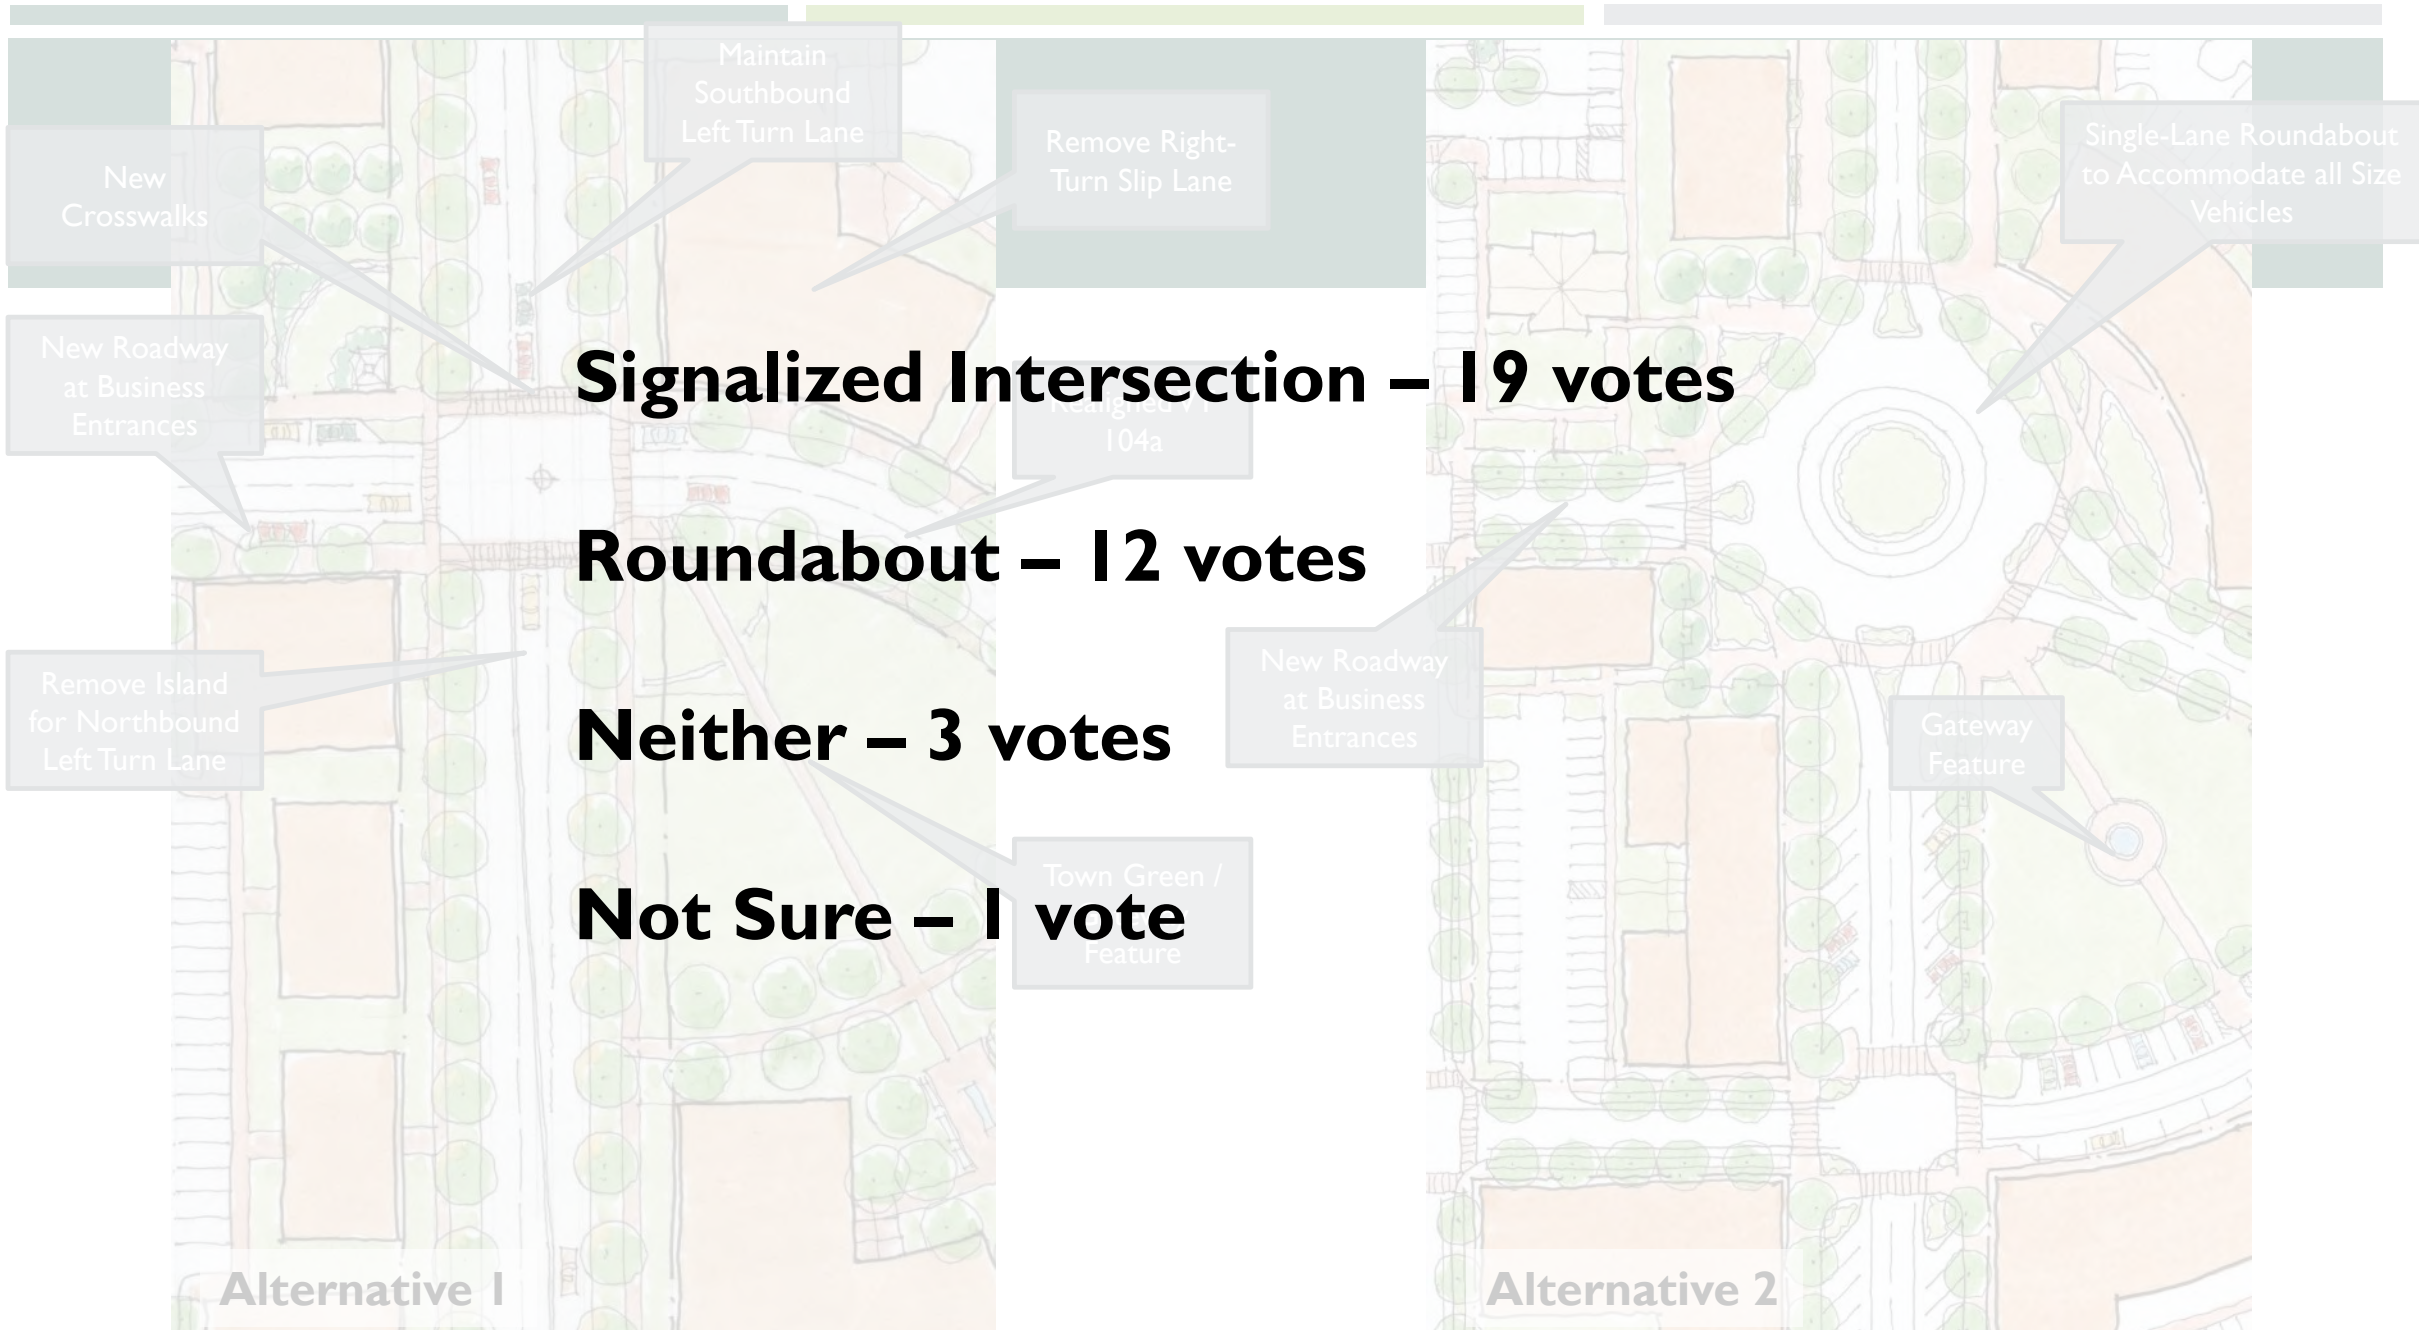 Maintain
Southbound
Left Turn Lane
New
Crosswalks
Remove Right-
Turn Slip Lane
Single-Lane Roundabout
to Accommodate all Size
Vehicles
New Roadway
at Business
Entrances
Signalized Intersection – 19 votes
Realigned VT
104a
Roundabout – 12 votes
Remove Island
for Northbound
Left Turn Lane
New Roadway
at Business
Entrances
Neither – 3 votes
Gateway
Feature
Town Green /
Not Sure – 1 vote
Feature
Alternative 1
Alternative 2